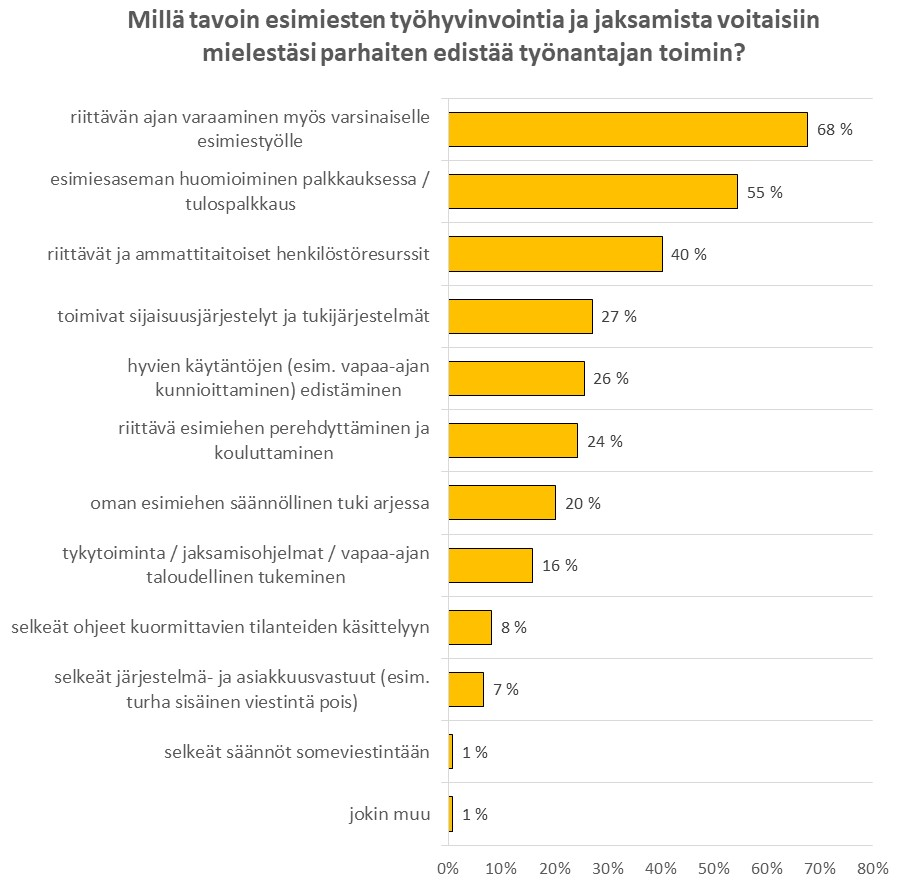 Millä tavoin esimiesten työhyvinvointia ja jaksamista voitaisiin
mielestäsi parhaiten edistää työnantajan toimin?
riittävän ajan varaaminen myös varsinaiselle
esimiestyölle
68 %
esimiesaseman huomioiminen palkkauksessa /
tulospalkkaus
55 %
riittävät ja ammattitaitoiset henkilöstöresurssit
40 %
toimivat sijaisuusjärjestelyt ja tukijärjestelmät
27 %
hyvien käytäntöjen (esim. vapaa-ajan
kunnioittaminen) edistäminen
26 %
riittävä esimiehen perehdyttäminen ja
kouluttaminen
24 %
oman esimiehen säännöllinen tuki arjessa
20 %
tykytoiminta / jaksamisohjelmat / vapaa-ajan
taloudellinen tukeminen
16 %
selkeät ohjeet kuormittavien tilanteiden käsittelyyn
8 %
selkeät järjestelmä- ja asiakkuusvastuut (esim.
turha sisäinen viestintä pois)
7 %
selkeät säännöt someviestintään
1 %
jokin muu
1 %
0% 10% 20% 30% 40% 50% 60% 70% 80%